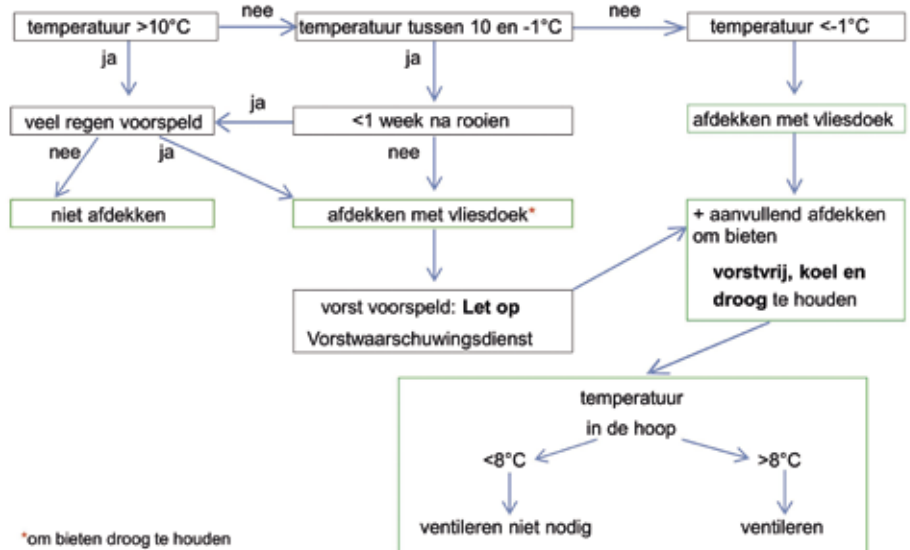 temperatuur >10°C
nee
temperatuur tussen 10 en -1°C
nee
temperatuur <-1°C
ja
ja
veel regen voorspeld
ja
<1 week na rooien
afdekken met vliesdoek
nee
ja
nee
niet afdekken
afdekken met vliesdoek*
+ aanvullend afdekken
om bieten
vorstvrij, koel en
droog te houden
vorst voorspeld: Let op
Vorstwaarschuwingsdienst
temperatuur
in de hoop
<8°C
>8°C
ventileren niet nodig
ventileren
*om bieten droog te houden